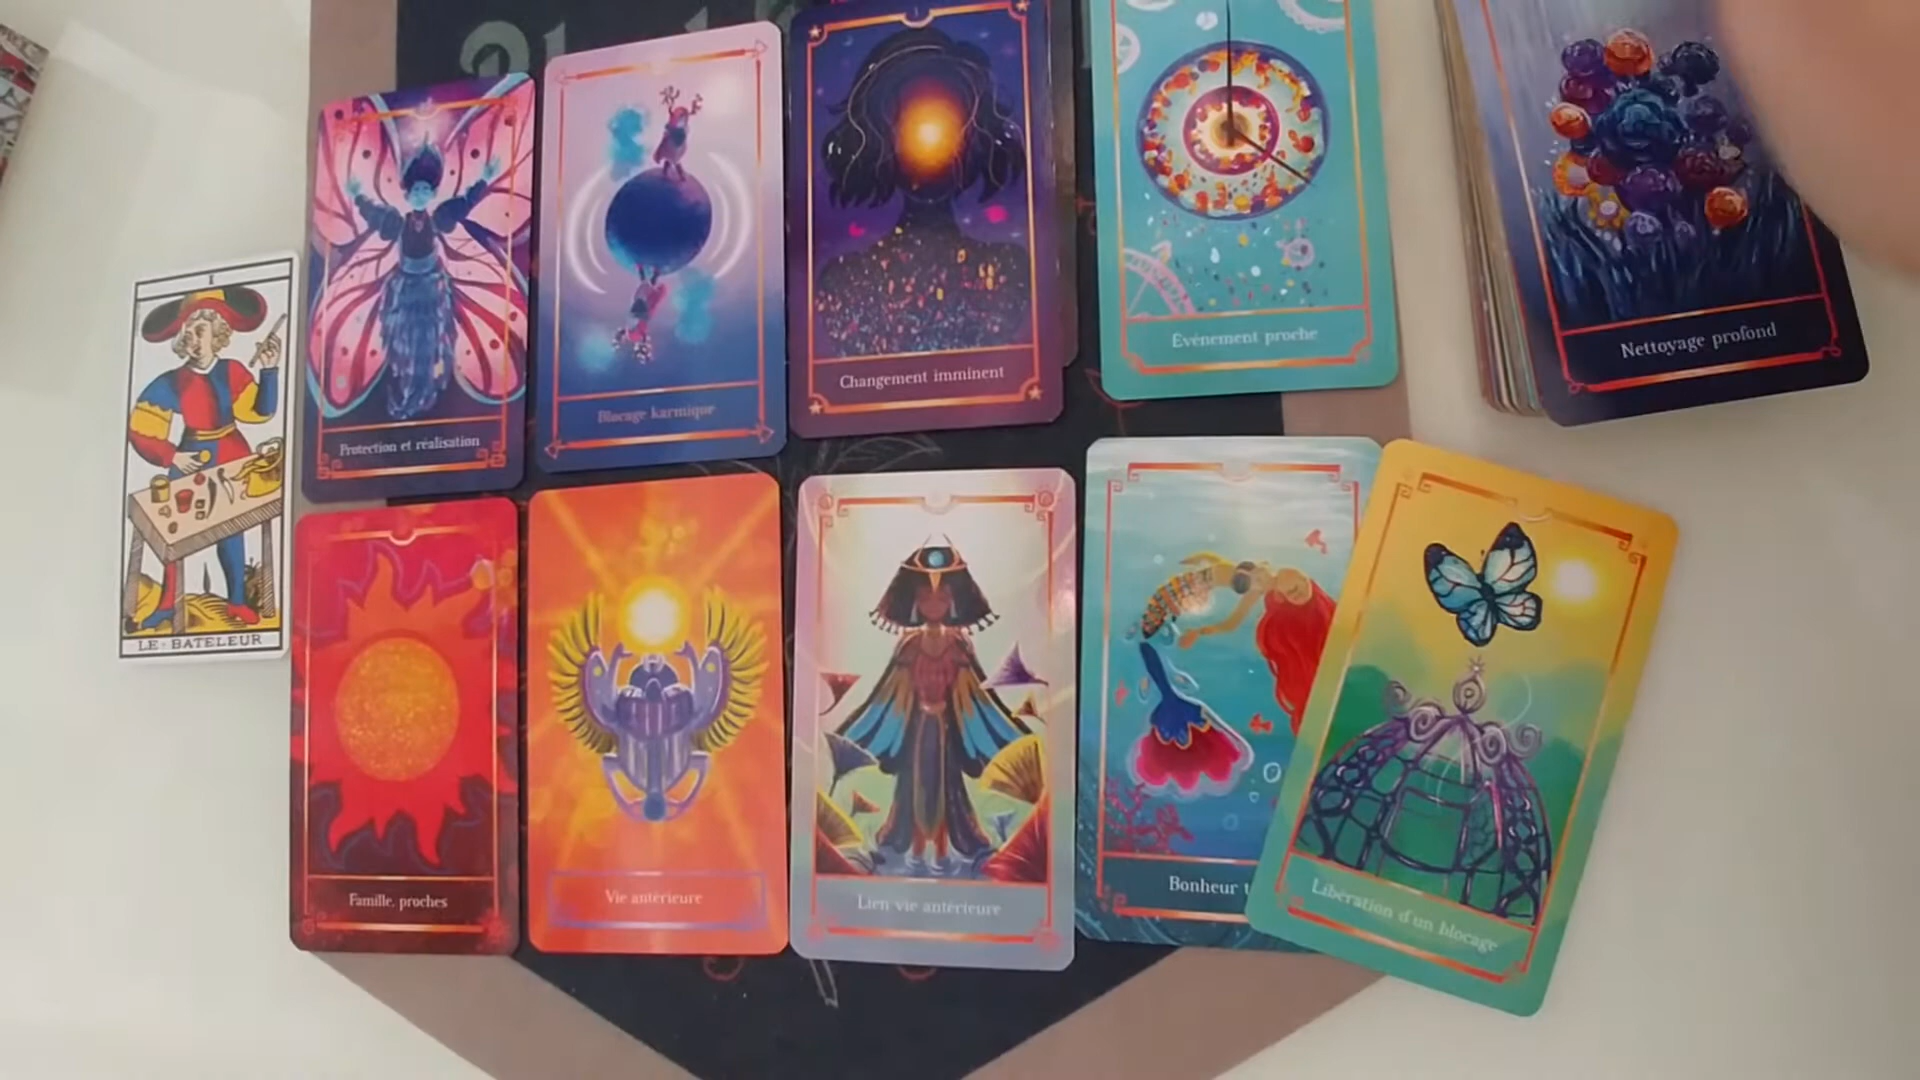 I
LE·BATELEUR
Protection et réalisation
Blocage karmique
Changement imminent
Événement proche
Nettoyage profond
Famille, proches
Vie antérieure
Lien vie antérieure
Bonheur t
Libération d'un blocage